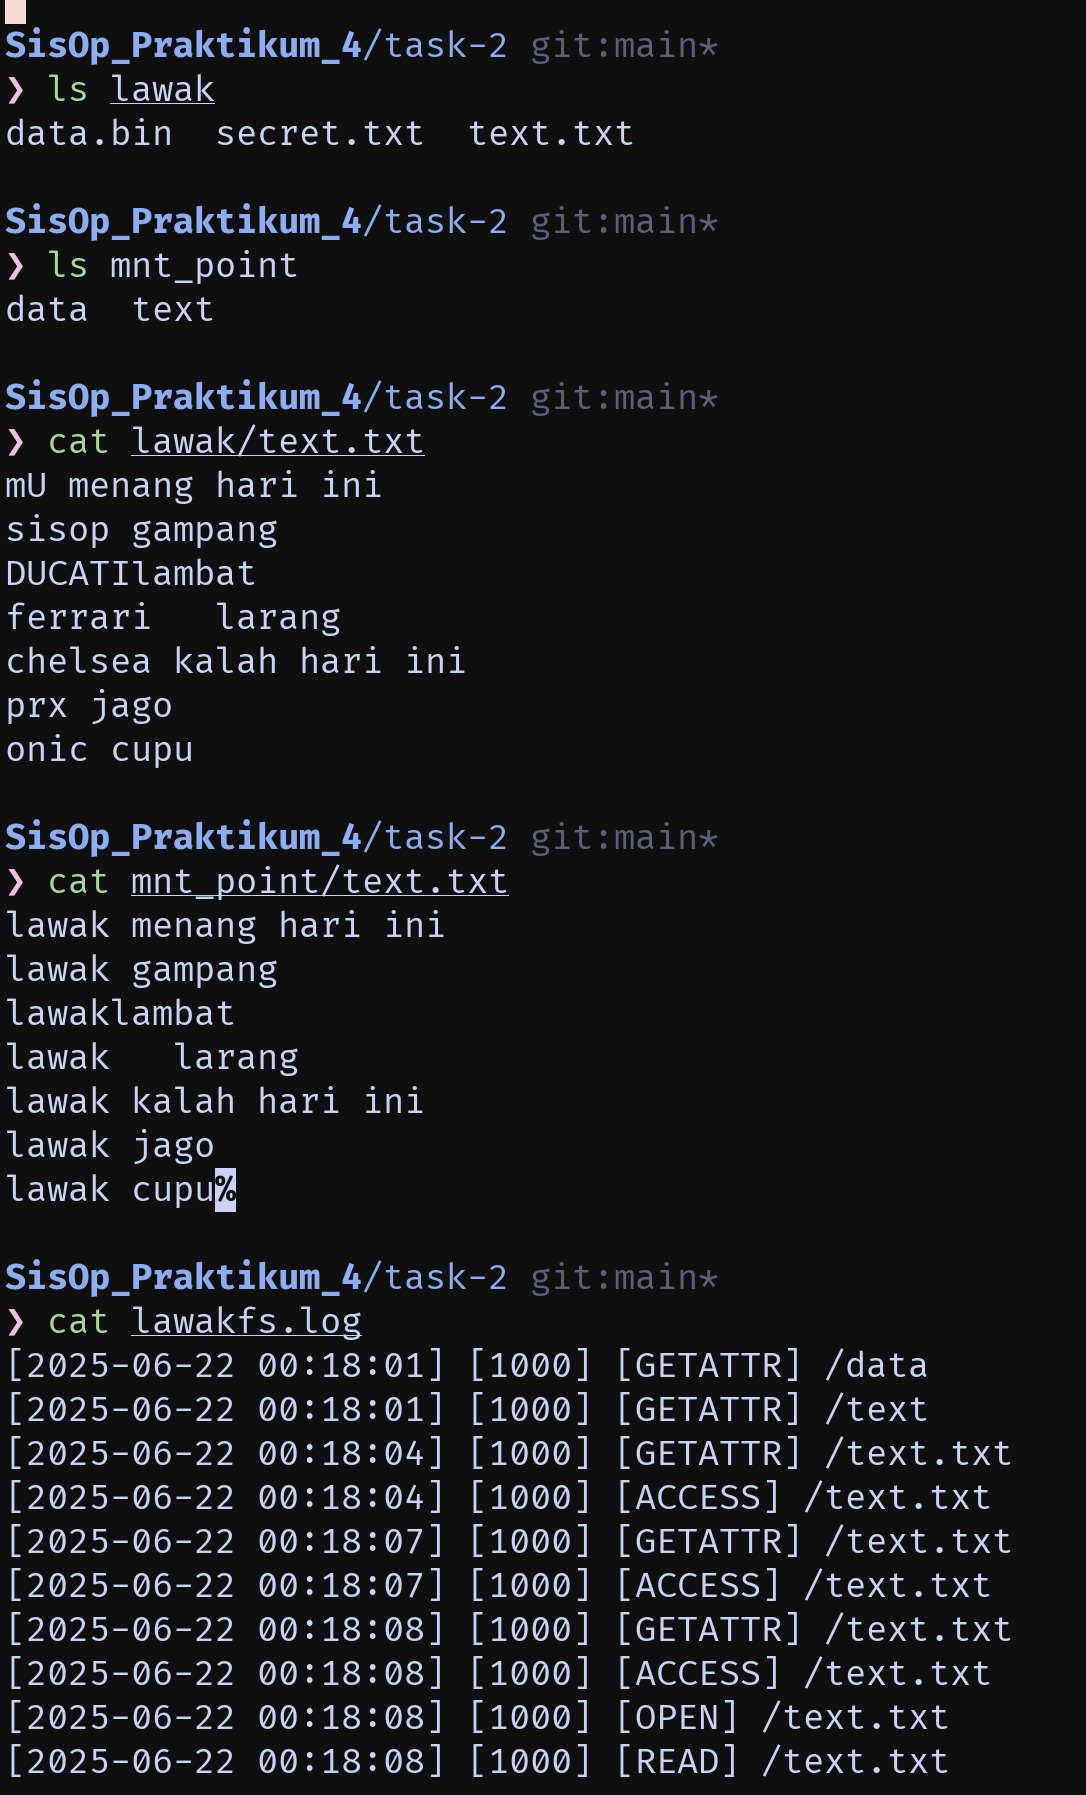 SisOp_Praktikum_4/task-2 git:main*
❯ ls lawak
data.bin  secret.txt  text.txt
SisOp_Praktikum_4/task-2 git:main*
❯ ls mnt_point
data  text
SisOp_Praktikum_4/task-2 git:main*
❯ cat lawak/text.txt
mU menang hari ini
sisop gampang
DUCATIlambat
ferrari   larang
chelsea kalah hari ini
prx jago
onic cupu
SisOp_Praktikum_4/task-2 git:main*
❯ cat mnt_point/text.txt
lawak menang hari ini
lawak gampang
lawaklambat
lawak   larang
lawak kalah hari ini
lawak jago
lawak cupu%
SisOp_Praktikum_4/task-2 git:main*
❯ cat lawakfs.log
[2025-06-22 00:18:01] [1000] [GETATTR] /data
[2025-06-22 00:18:01] [1000] [GETATTR] /text
[2025-06-22 00:18:04] [1000] [GETATTR] /text.txt
[2025-06-22 00:18:04] [1000] [ACCESS] /text.txt
[2025-06-22 00:18:07] [1000] [GETATTR] /text.txt
[2025-06-22 00:18:07] [1000] [ACCESS] /text.txt
[2025-06-22 00:18:08] [1000] [GETATTR] /text.txt
[2025-06-22 00:18:08] [1000] [ACCESS] /text.txt
[2025-06-22 00:18:08] [1000] [OPEN] /text.txt
[2025-06-22 00:18:08] [1000] [READ] /text.txt